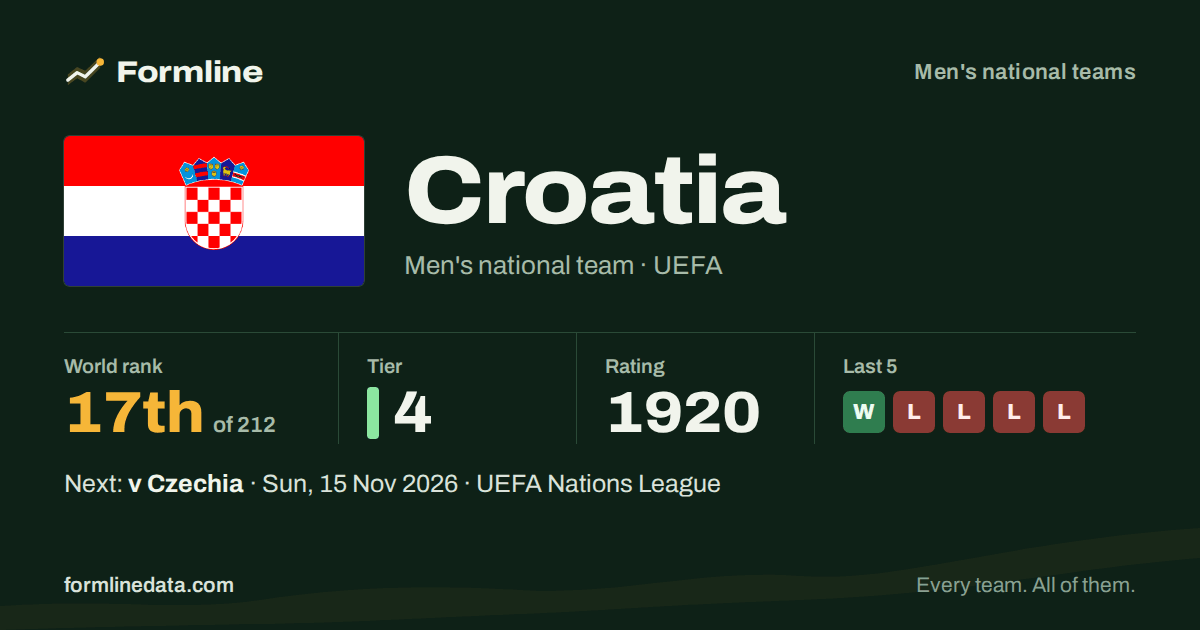 Formline
Men's national teams
Croatia
Men's national team · UEFA
World rank
17th of 212
Tier
4
Rating
1920
Last 5
W L L L L
Next: v Czechia · Sun, 15 Nov 2026 · UEFA Nations League
formlinedata.com
Every team. All of them.